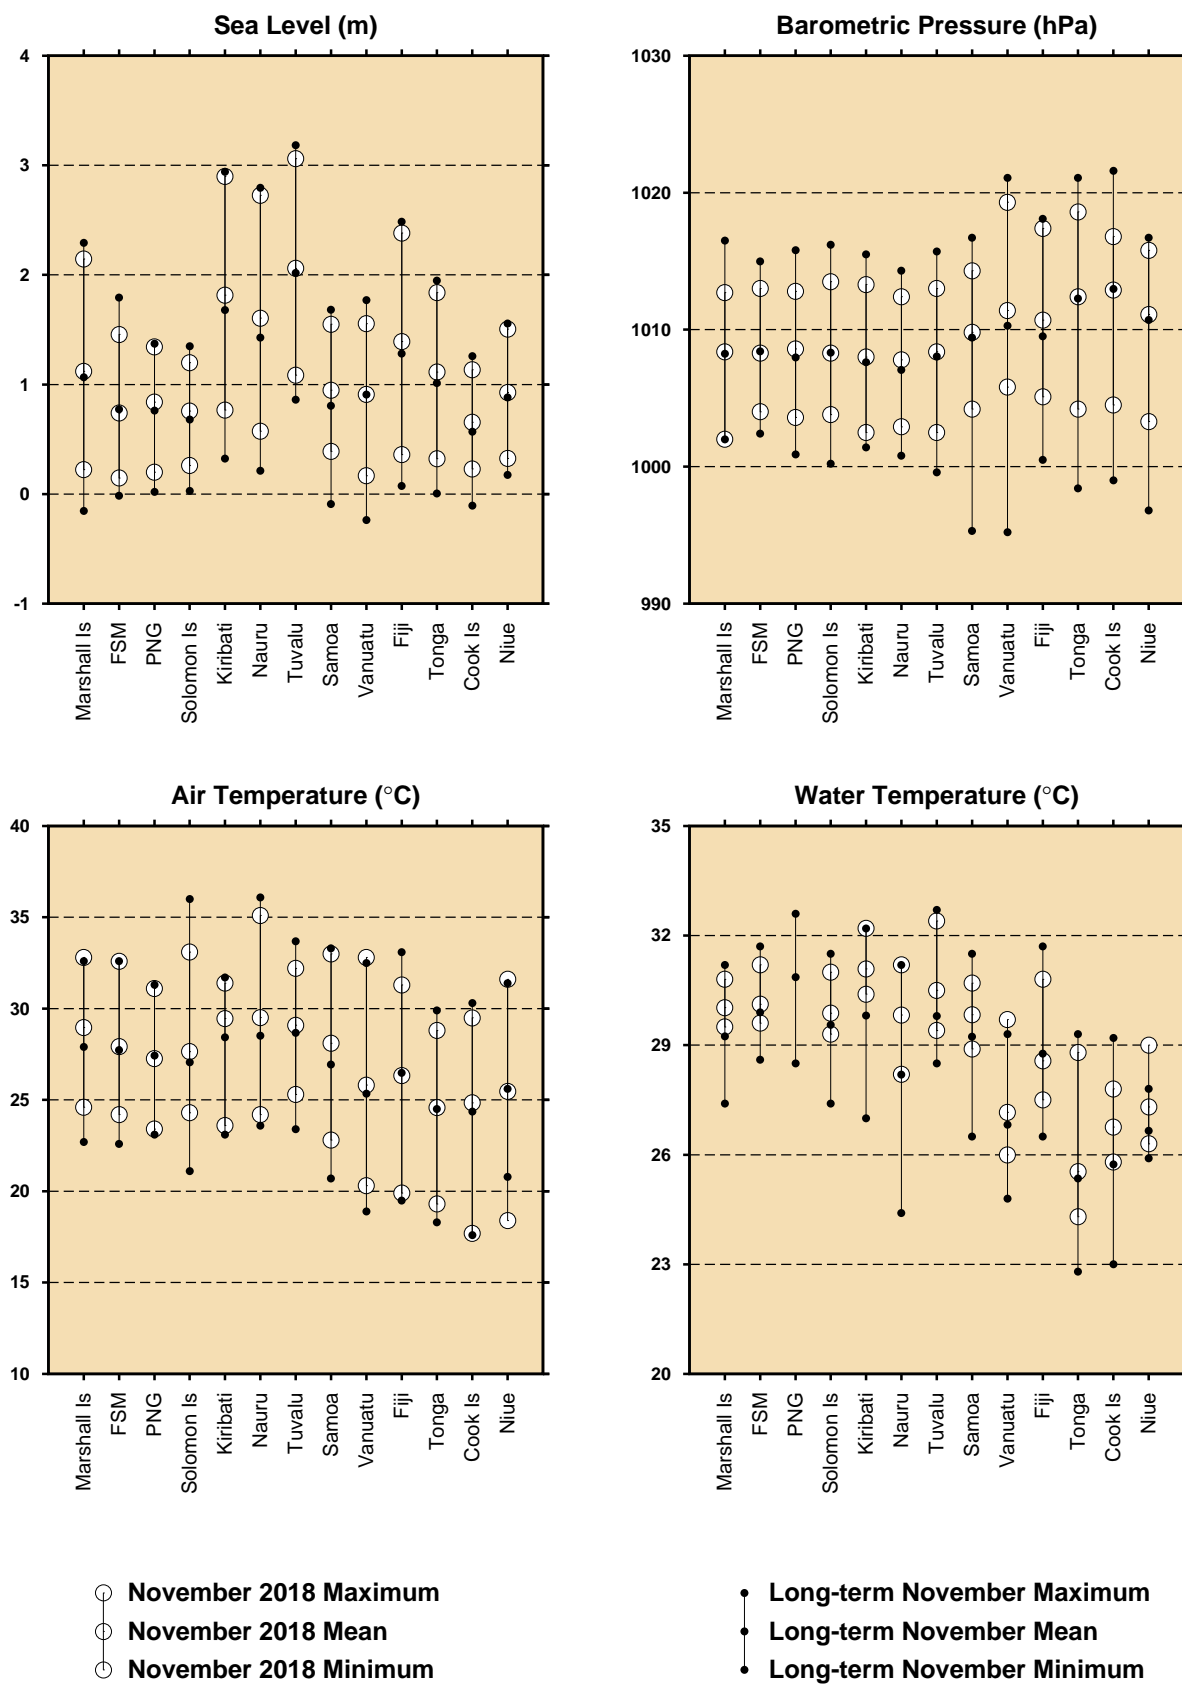 Sea Level (m)
4
3
2
1
0
-1
Marshall Is
FSM
PNG
Solomon Is
Kiribati
Nauru
Tuvalu
Samoa
Vanuatu
Fiji
Tonga
Cook Is
Niue
Barometric Pressure (hPa)
1030
1020
1010
1000
990
Marshall Is
FSM
PNG
Solomon Is
Kiribati
Nauru
Tuvalu
Samoa
Vanuatu
Fiji
Tonga
Cook Is
Niue
Air Temperature (°C)
40
35
30
25
20
15
10
Marshall Is
FSM
PNG
Solomon Is
Kiribati
Nauru
Tuvalu
Samoa
Vanuatu
Fiji
Tonga
Cook Is
Niue
Water Temperature (°C)
35
32
29
26
23
20
Marshall Is
FSM
PNG
Solomon Is
Kiribati
Nauru
Tuvalu
Samoa
Vanuatu
Fiji
Tonga
Cook Is
Niue
November 2018 Maximum
November 2018 Mean
November 2018 Minimum
Long-term November Maximum
Long-term November Mean
Long-term November Minimum